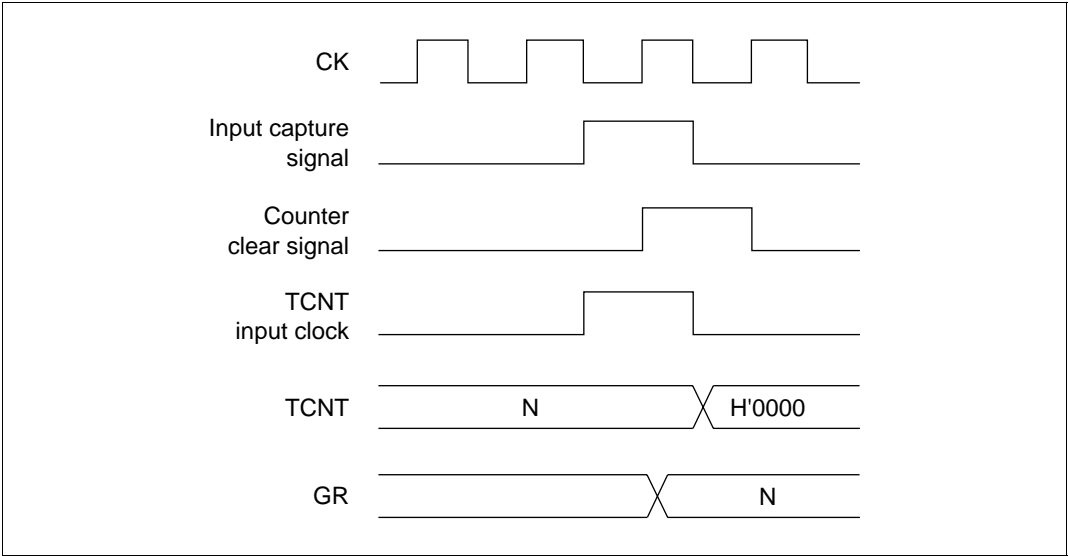 CK
Input capture
signal
Counter
clear signal
TCNT
input clock
TCNT
N
H'0000
GR
N